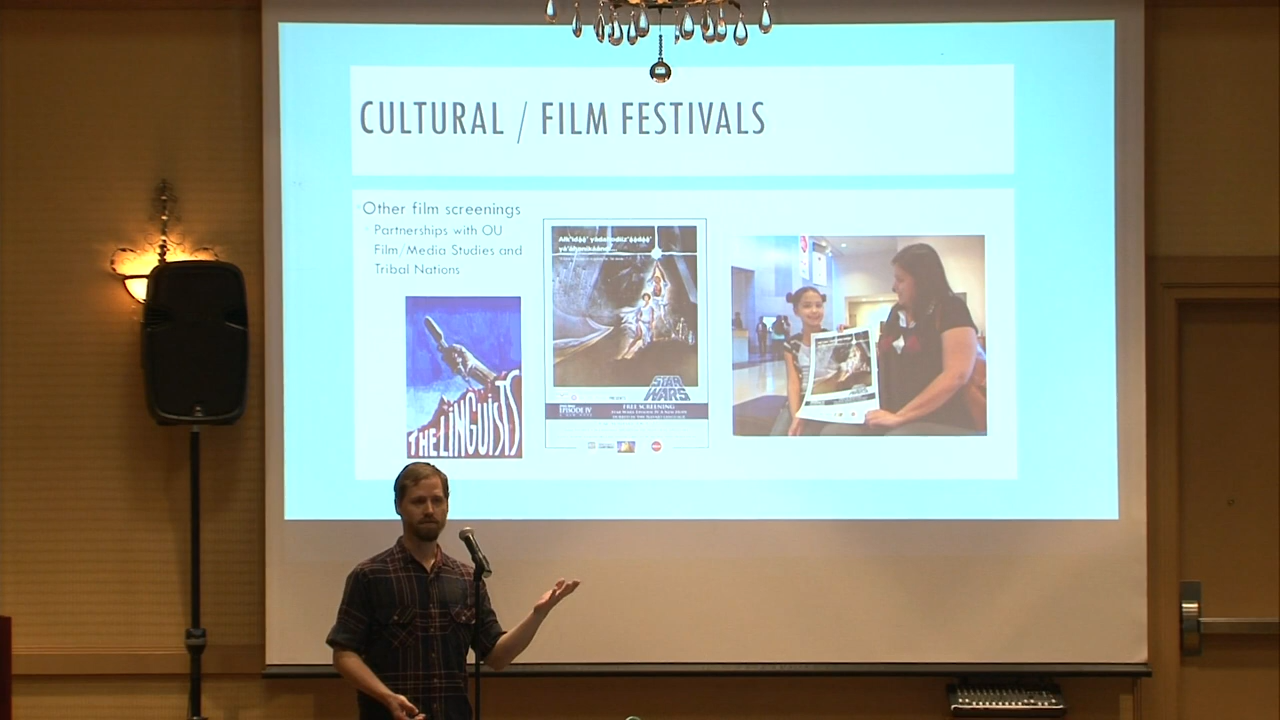 CULTURAL / FILM FESTIVALS
Other film screenings
Partnerships with OU
Film/Media Studies and
Tribal Nations
THE LINGUISTS
STAR
WARS
EPISODE IV
FREE SCREENING